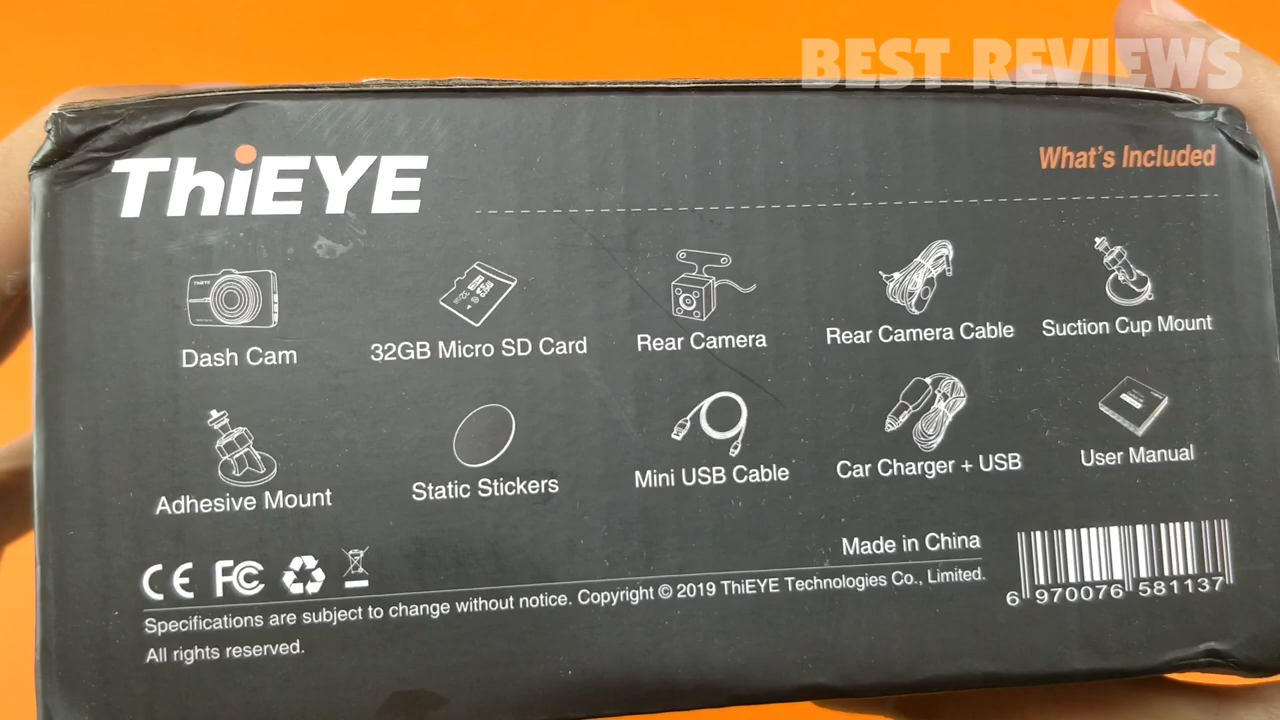 BEST REVIEWS
ThiEYE
What's Included
Dash Cam
32GB Micro SD Card
Rear Camera
Rear Camera Cable
Suction Cup Mount
Adhesive Mount
Static Stickers
Mini USB Cable
Car Charger + USB
User Manual
Made in China
CE FC
Specifications are subject to change without notice. Copyright © 2019 ThiEYE Technologies Co., Limited.
All rights reserved.
6 970076 581137